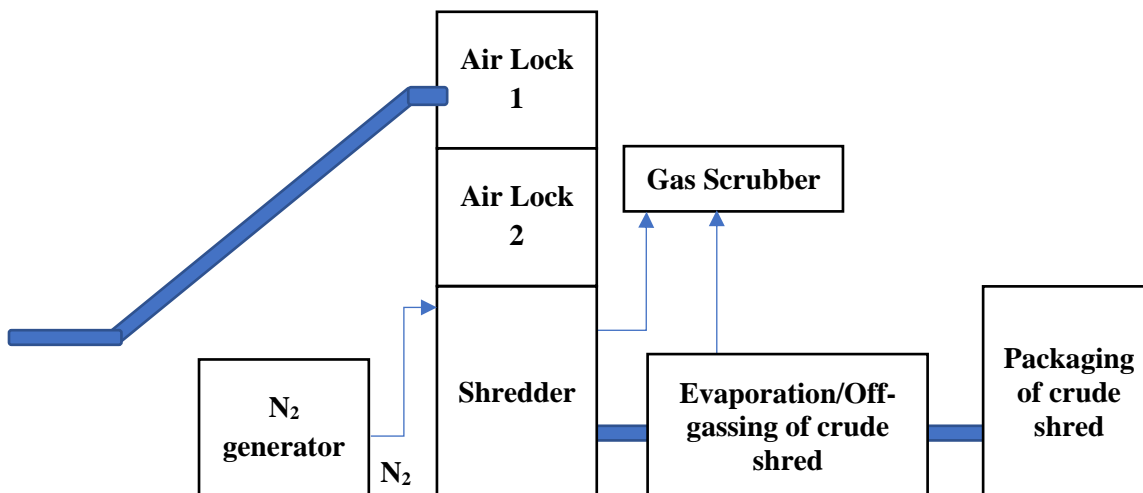 Air Lock
1
Air Lock
2
Gas Scrubber
Shredder
N₂
generator
N₂
Evaporation/Off-
gassing of crude
shred
Packaging
of crude
shred